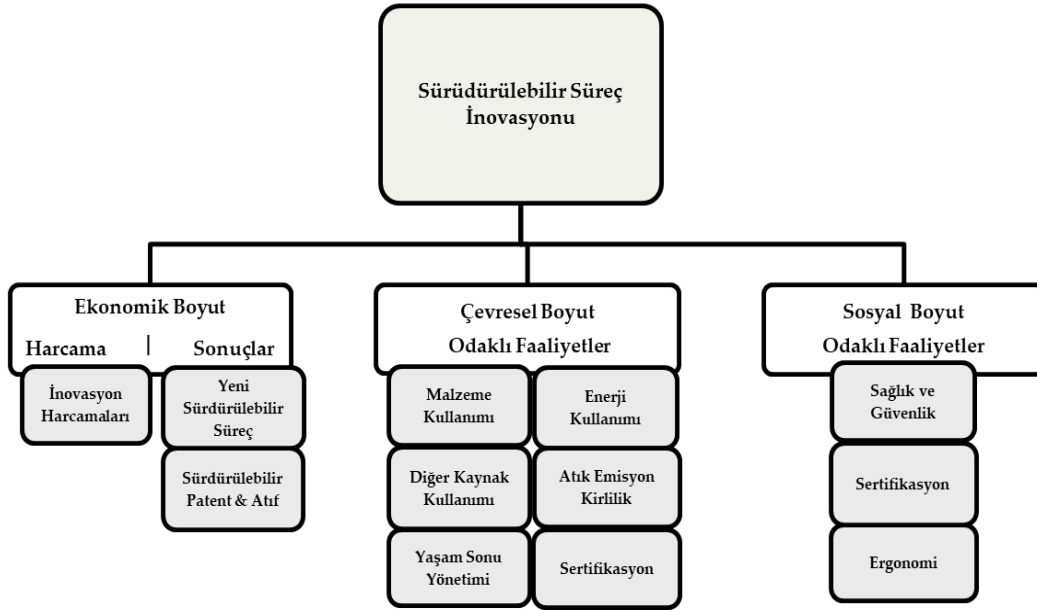 Sürüdürülebilir Süreç
İnovasyonu
Ekonomik Boyut
Harcama | Sonuçlar
İnovasyon
Harcamaları
Yeni
Sürdürülebilir
Süreç
Sürdürülebilir
Patent & Atıf
Çevresel Boyut
Odaklı Faaliyetler
Malzeme
Kullanımı
Enerji
Kullanımı
Diğer Kaynak
Kullanımı
Atık Emisyon
Kirlilik
Yaşam Sonu
Yönetimi
Sertifikasyon
Sosyal Boyut
Odaklı Faaliyetler
Sağlık ve
Güvenlik
Sertifikasyon
Ergonomi